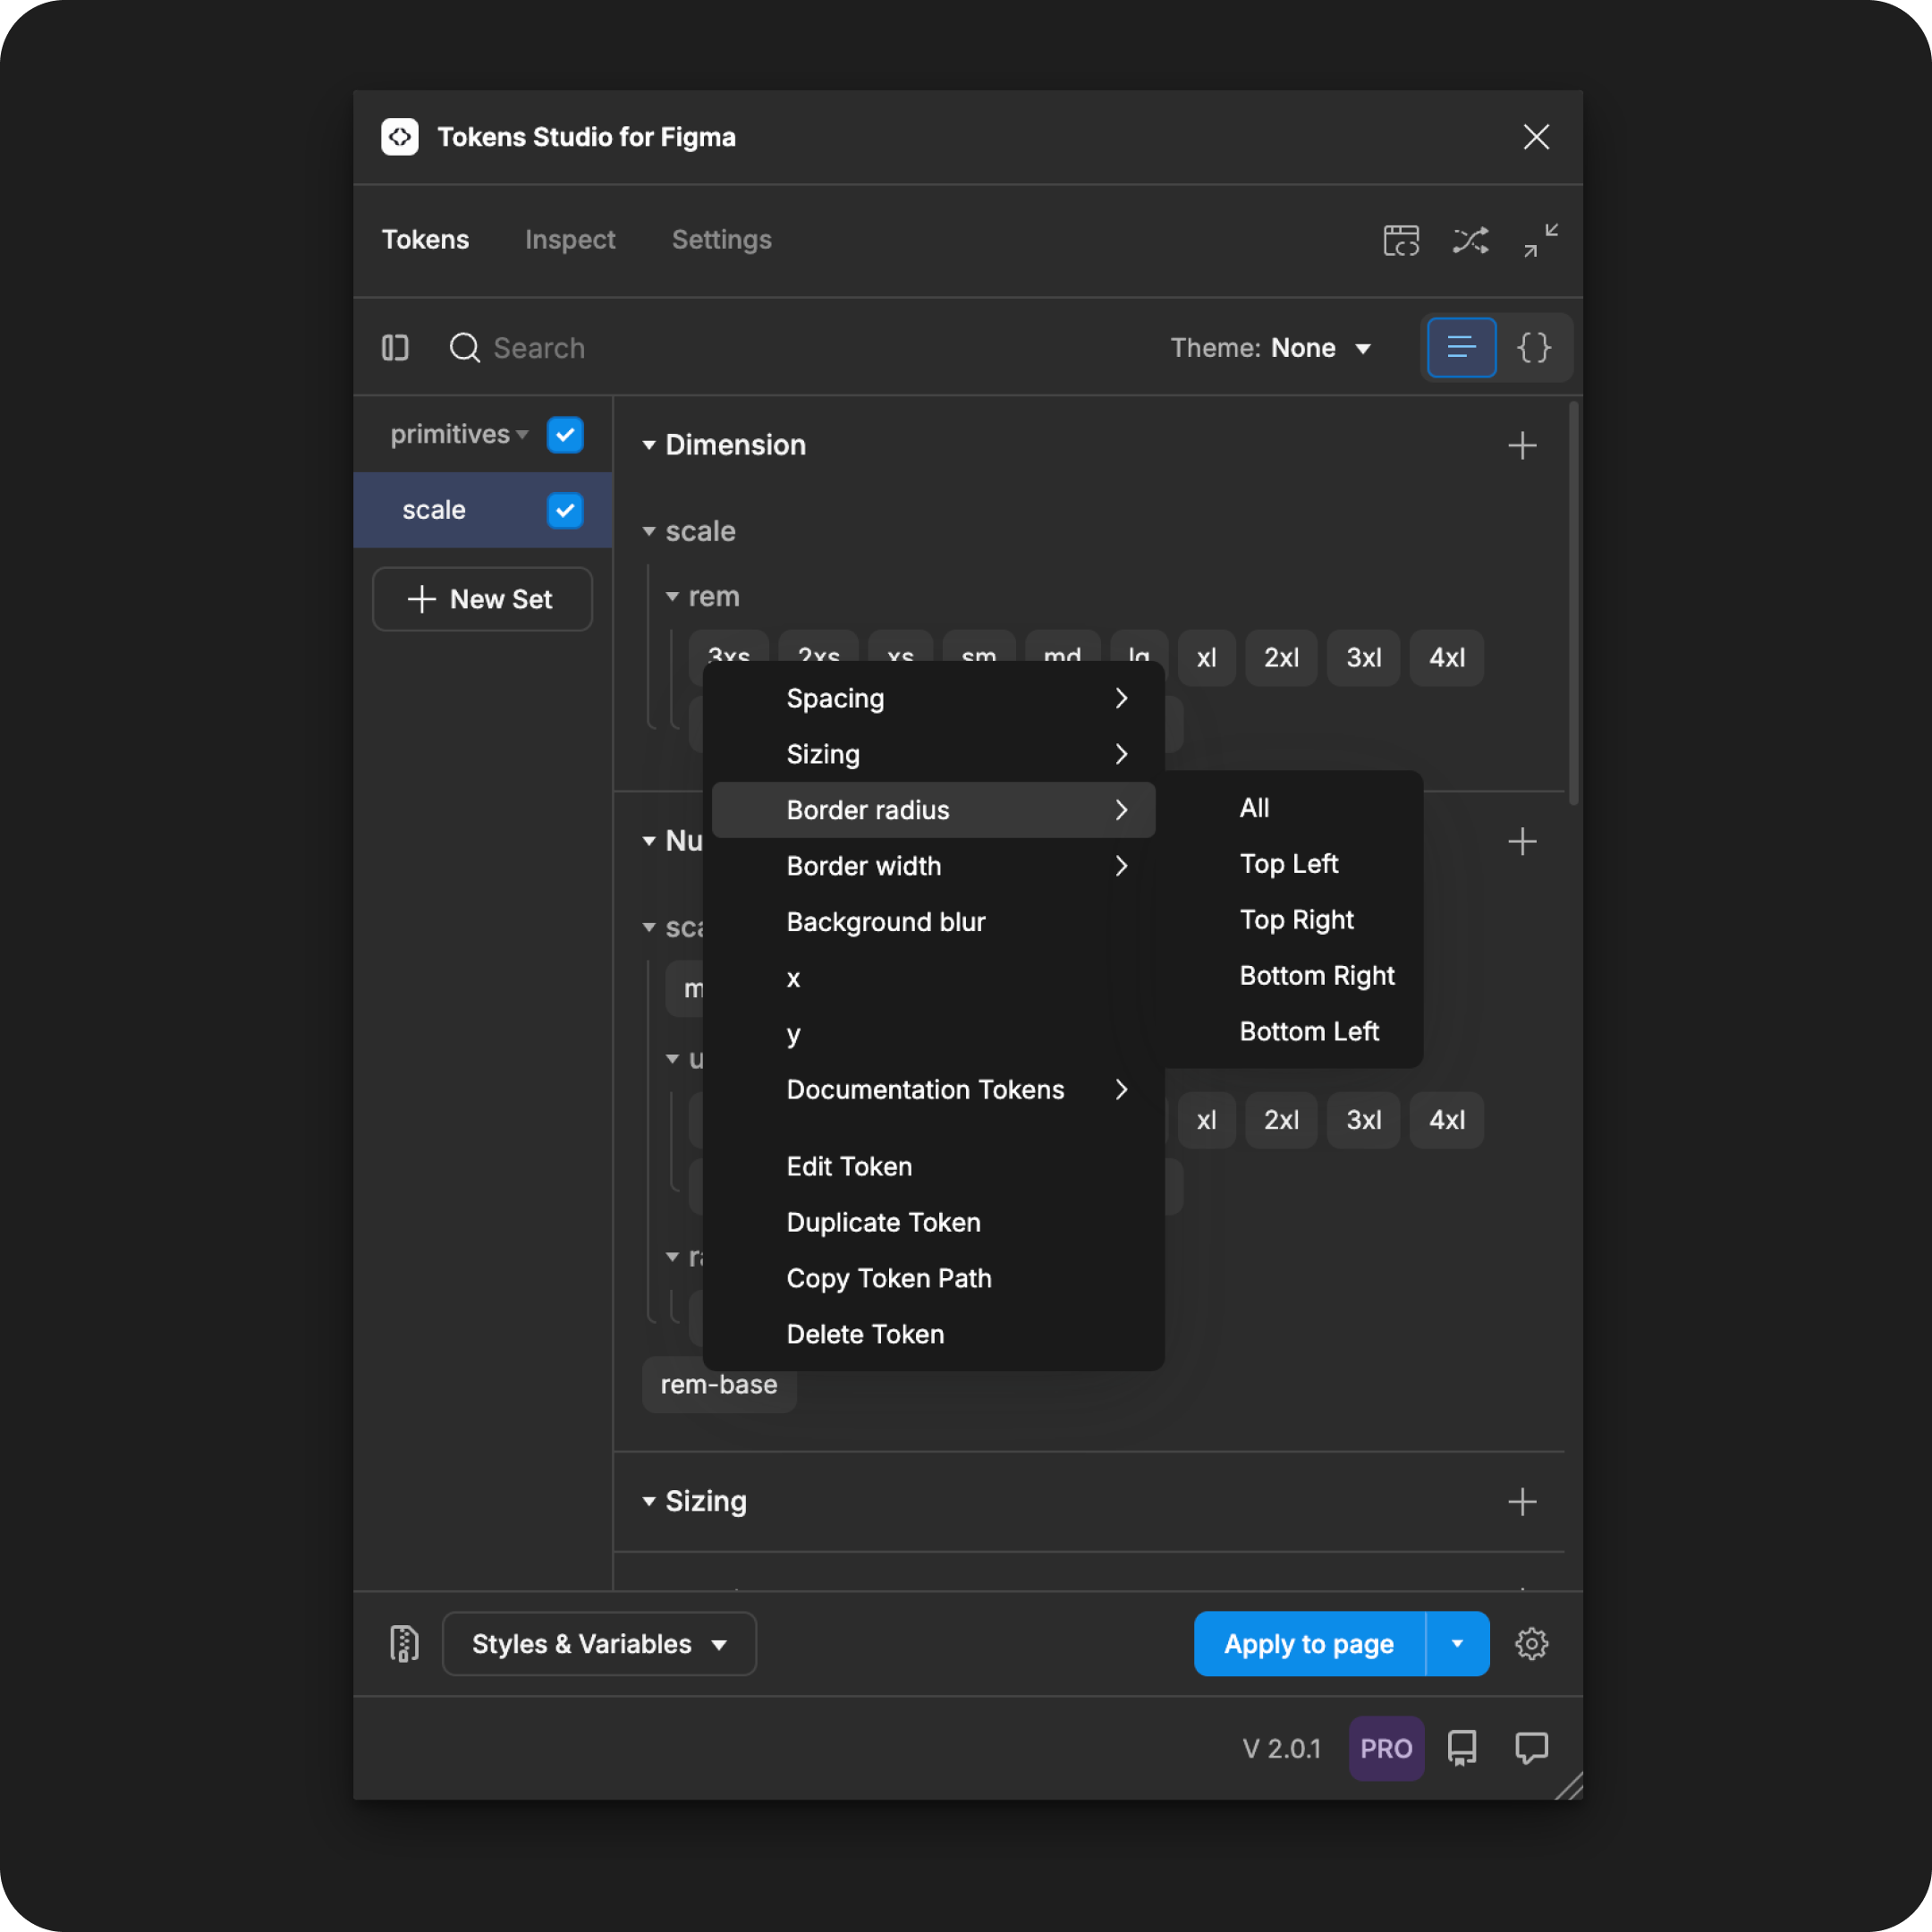 Tokens Studio for Figma
Tokens Inspect Settings
Search Theme: None
primitives
scale
New Set
Dimension
scale
rem
3xs 2xs xs sm md lg xl 2xl 3xl 4xl
Spacing
Sizing
Border radius
Border width
Background blur
x
y
Documentation Tokens
Edit Token
Duplicate Token
Copy Token Path
Delete Token
All
Top Left
Top Right
Bottom Right
Bottom Left
xl 2xl 3xl 4xl
rem-base
Sizing
Styles & Variables Apply to page
V 2.0.1 PRO